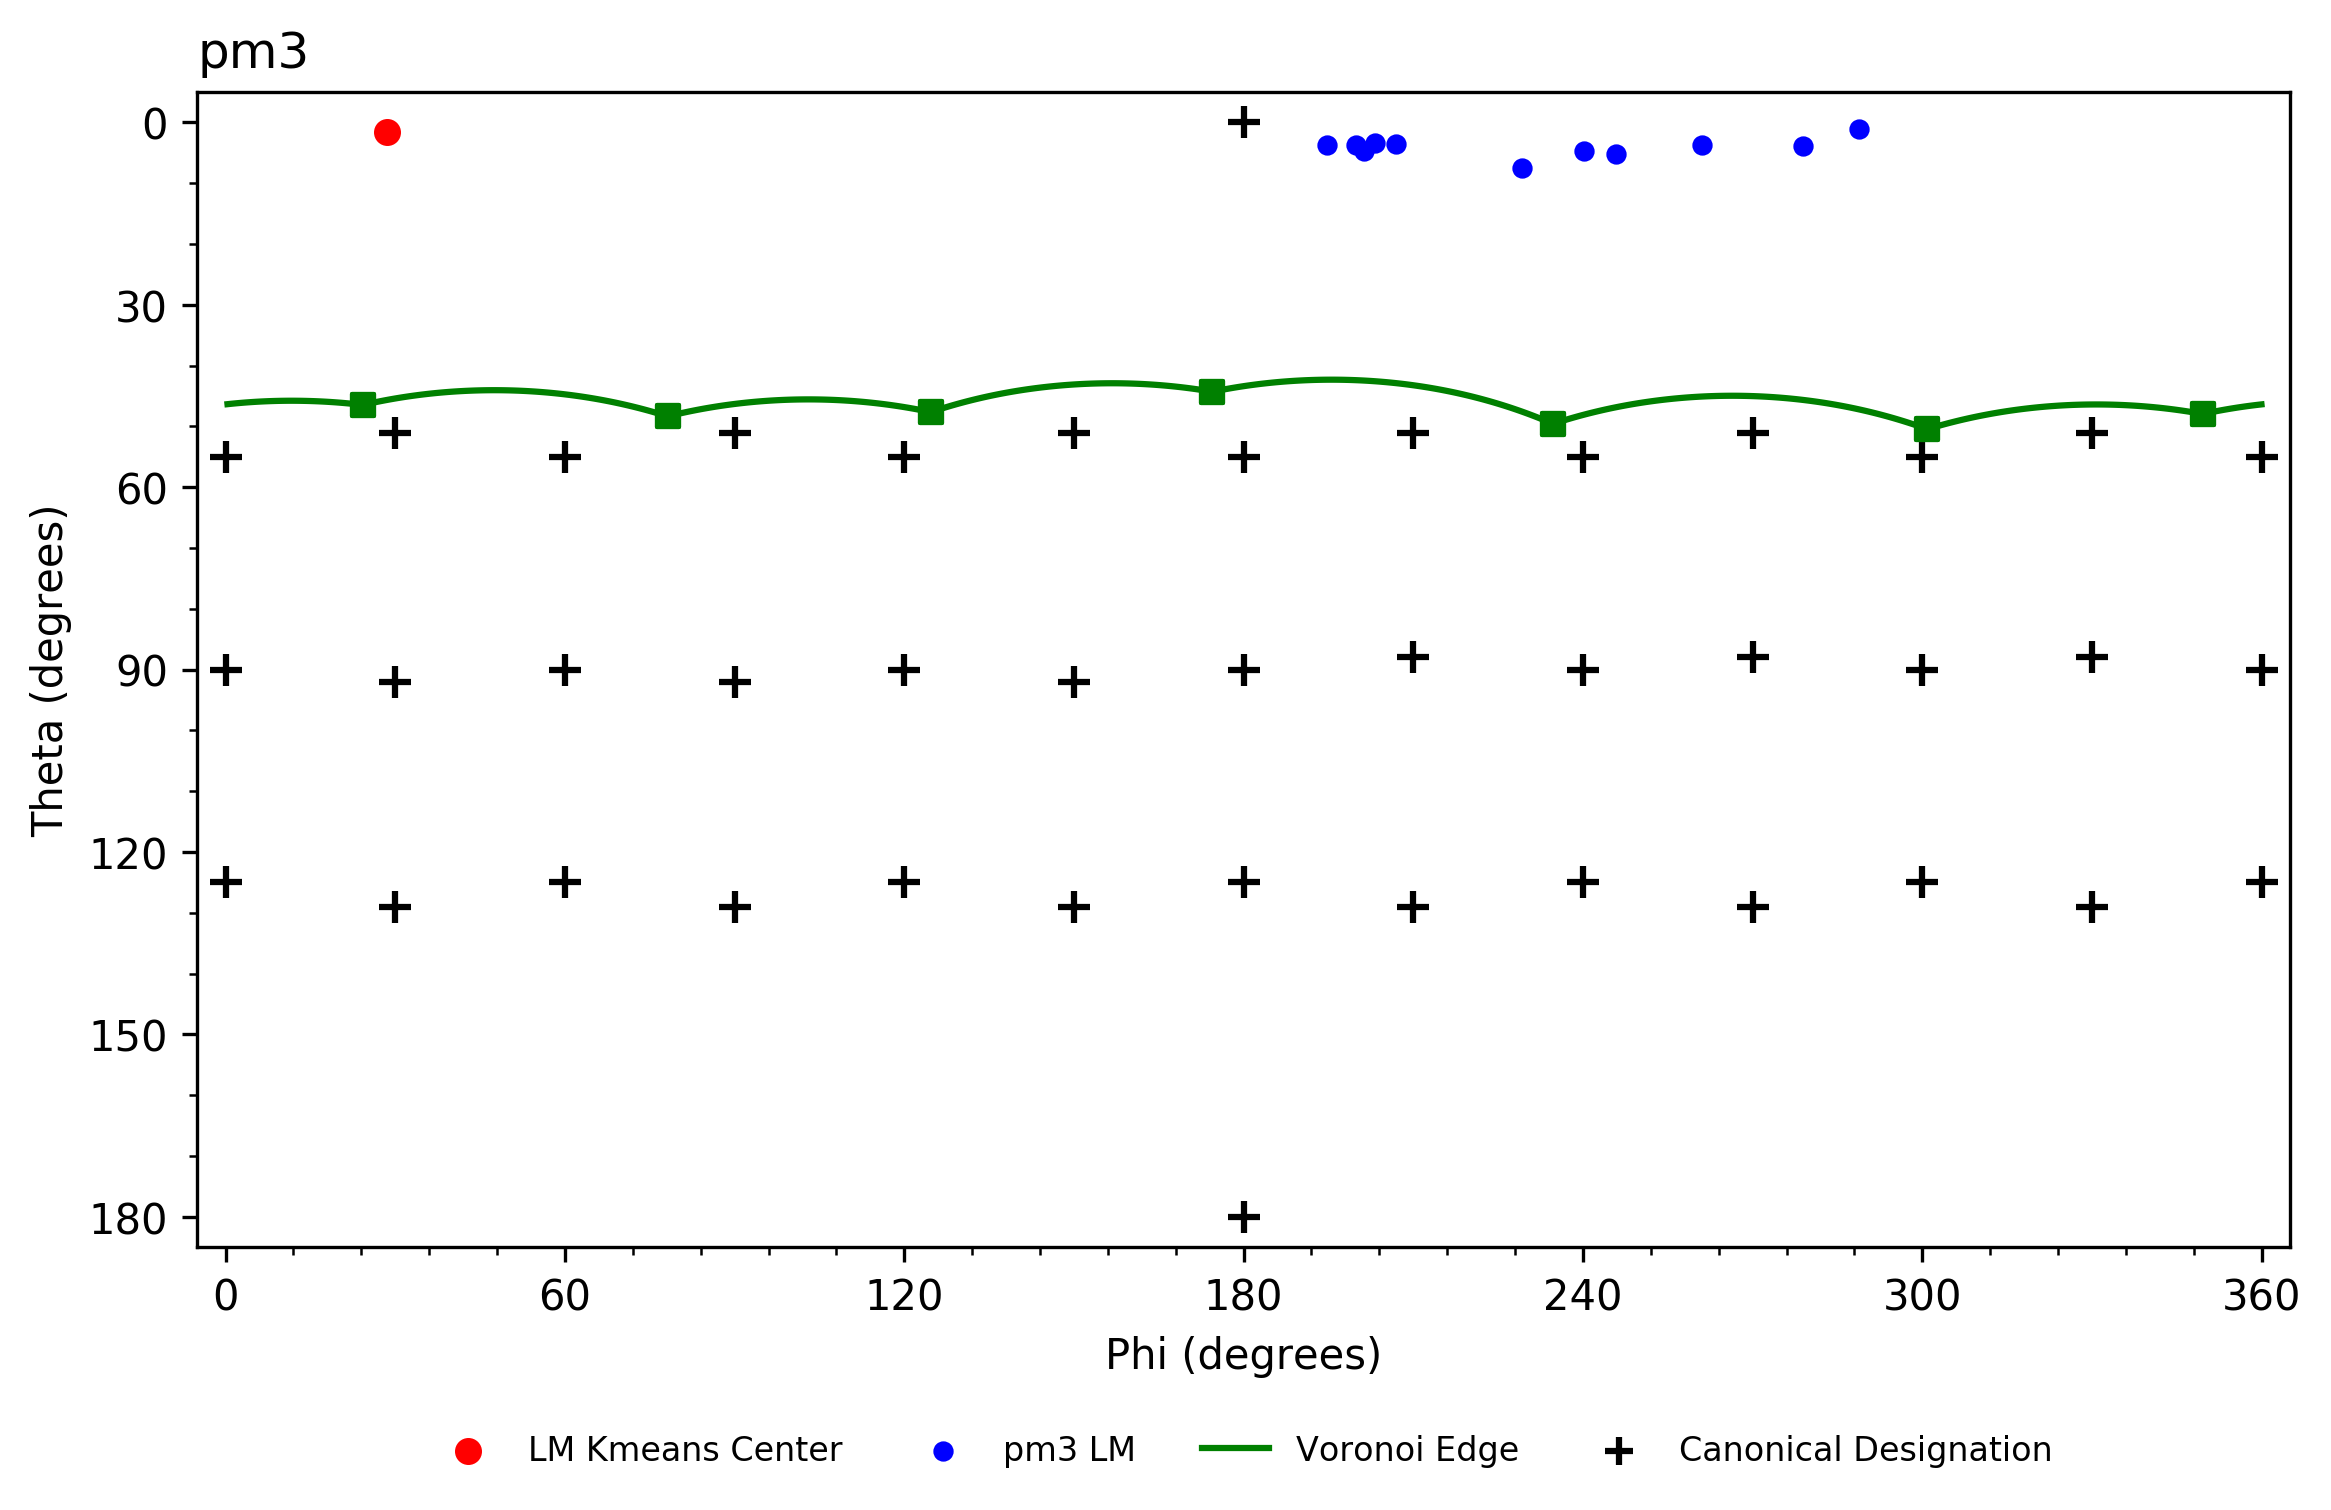 pm3
0
30
60
90
120
150
180
Theta (degrees)
0 60 120 180 240 300 360
Phi (degrees)
LM Kmeans Center pm3 LM Voronoi Edge Canonical Designation